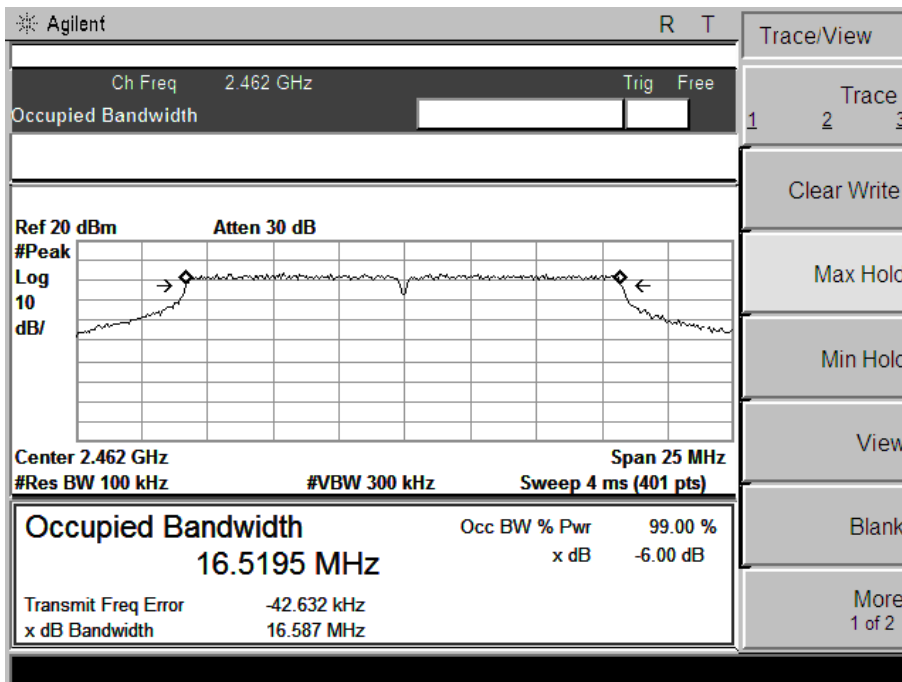 Agilent R T
Trace/View
Ch Freq 2.462 GHz Trig Free
Occupied Bandwidth
Trace
1 2 3
Clear Write
Ref 20 dBm Atten 30 dB
#Peak
Log
10
dB/
Max Hold
Min Hold
View
Center 2.462 GHz Span 25 MHz
#Res BW 100 kHz #VBW 300 kHz Sweep 4 ms (401 pts)
Occupied Bandwidth
16.5195 MHz
Occ BW % Pwr 99.00 %
x dB -6.00 dB
Transmit Freq Error -42.632 kHz
x dB Bandwidth 16.587 MHz
Blank
More
1 of 2